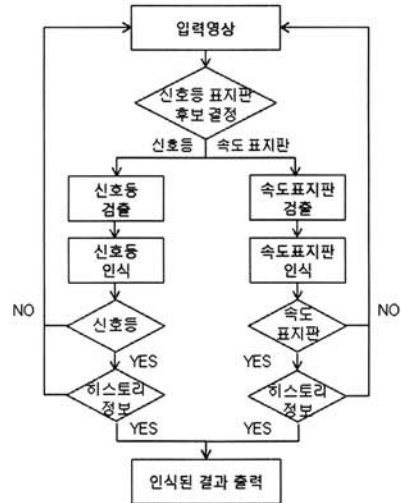 입력영상
신호등 표지판
후보 결정
신호등 속도 표지판
신호등
검출
속도표지판
검출
신호등
인식
속도표지판
인식
NO
신호등
속도
표지판
NO
YES
YES
히스토리
정보
히스토리
정보
YES
YES
인식된 결과 출력